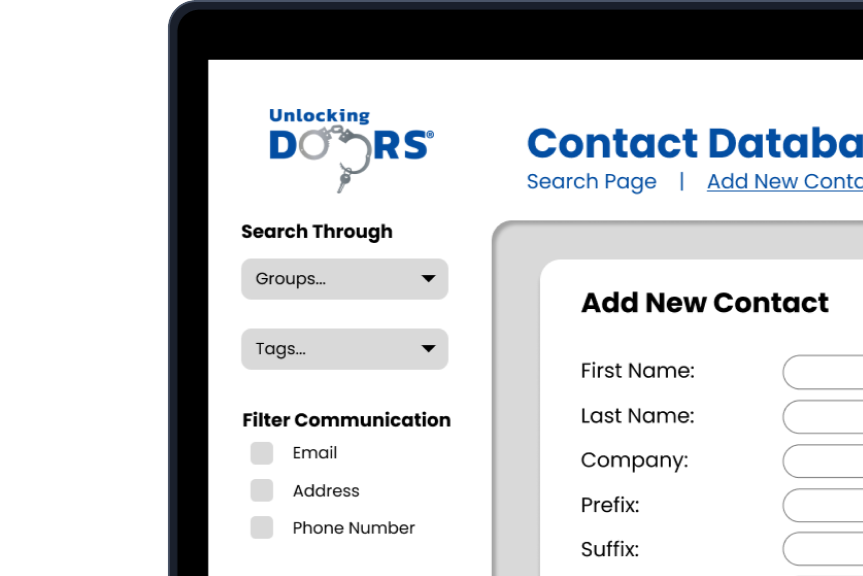 Unlocking
DOORS®
Contact Databa
Search Page | Add New Conta
Search Through
Groups...
Tags...
Filter Communication
Email
Address
Phone Number
Add New Contact
First Name:
Last Name:
Company:
Prefix:
Suffix: